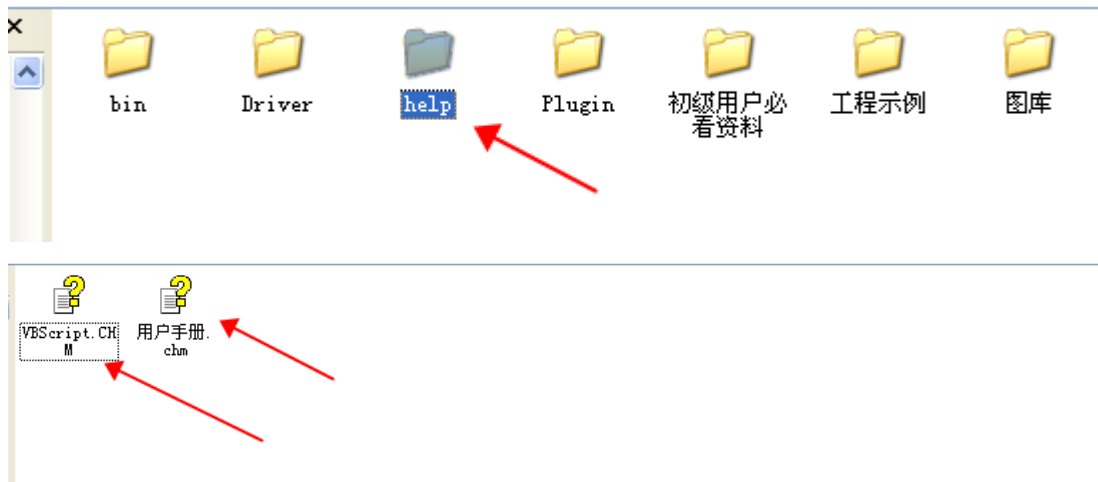 bin
Driver
help
Plugin
初级用户必
看资料
工程示例
图库
VBScript.CH
M
用户手册.
chm